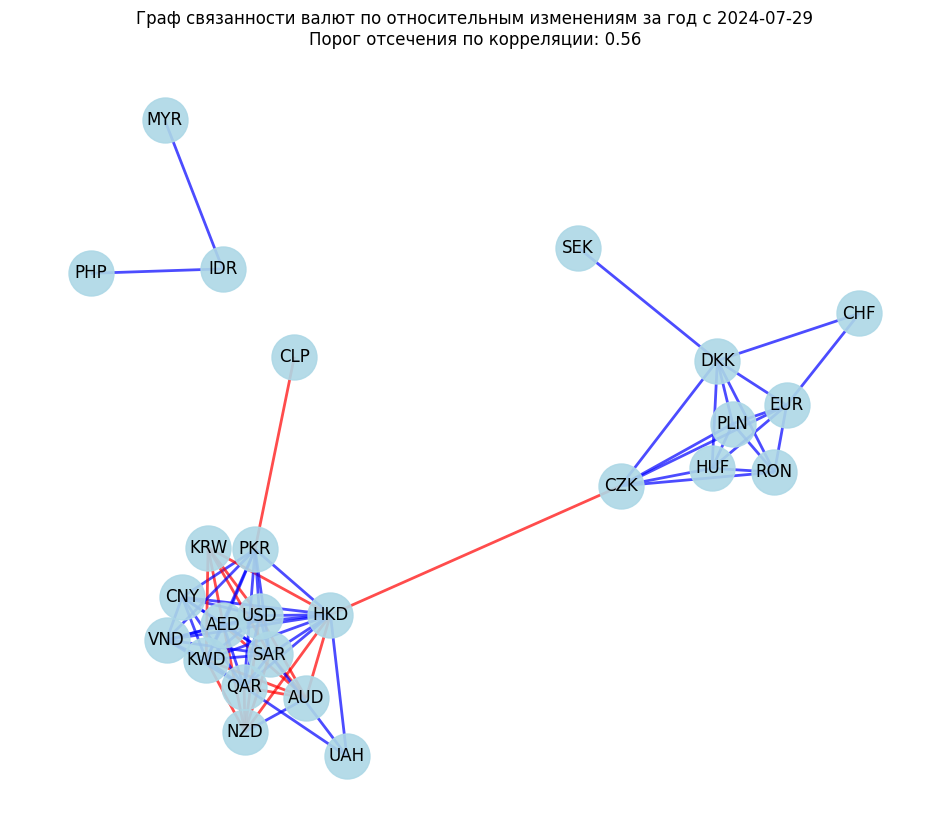 Граф связанности валют по относительным изменениям за год с 2024-07-29
Порог отсечения по корреляции: 0.56
MYR
SEK
PHP
IDR
CHF
CLP
DKK
EUR
PLN
HUF
RON
CZK
KRW
PKR
CNY
USD
HKD
AED
VND
KWD
SAR
QAR
AUD
NZD
UAH